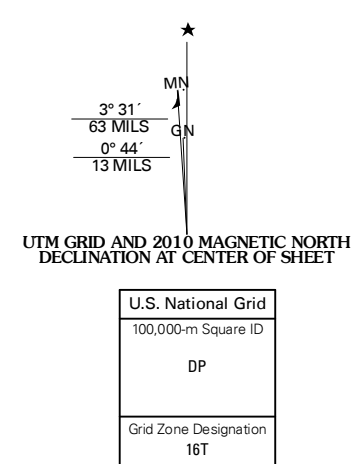 ★
MN
3° 31´
63 MILS
GN
0° 44´
13 MILS
UTM GRID AND 2010 MAGNETIC NORTH
DECLINATION AT CENTER OF SHEET
U.S. National Grid
100,000-m Square ID
DP
Grid Zone Designation
16T